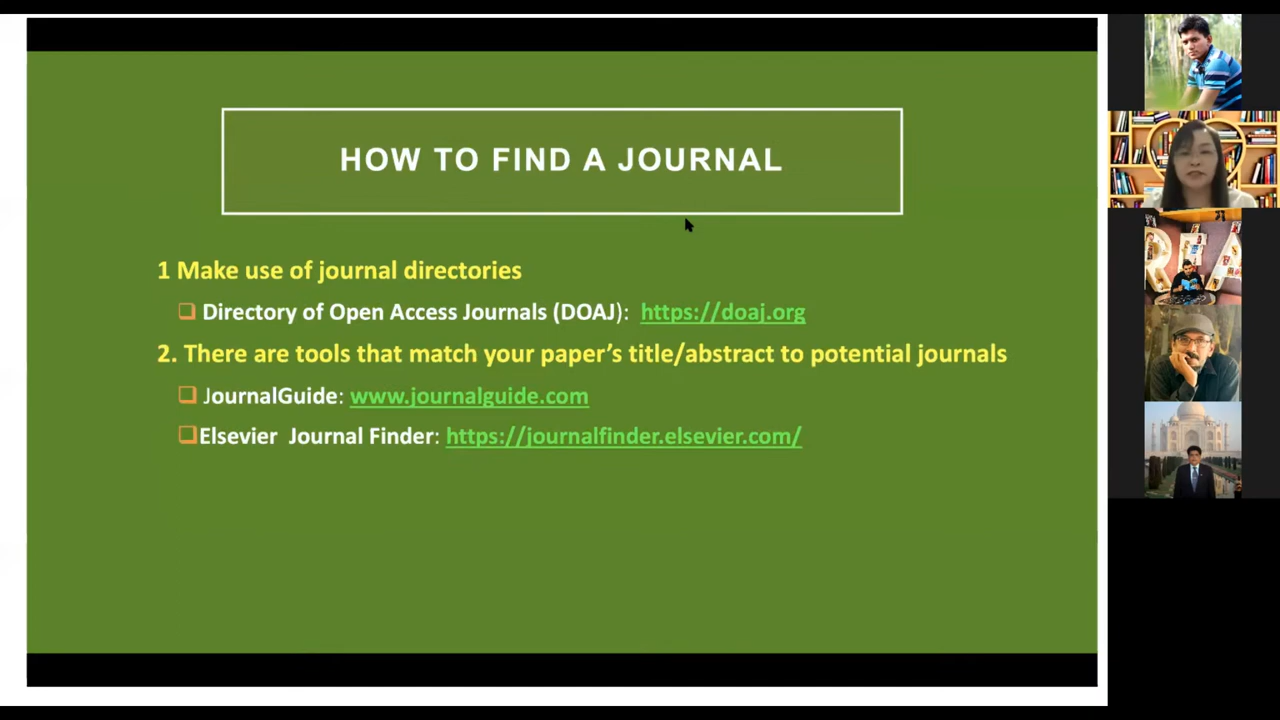 HOW TO FIND A JOURNAL
1 Make use of journal directories
Directory of Open Access Journals (DOAJ): https://doaj.org
2. There are tools that match your paper's title/abstract to potential journals
JournalGuide: www.journalguide.com
Elsevier Journal Finder: https://journalfinder.elsevier.com/